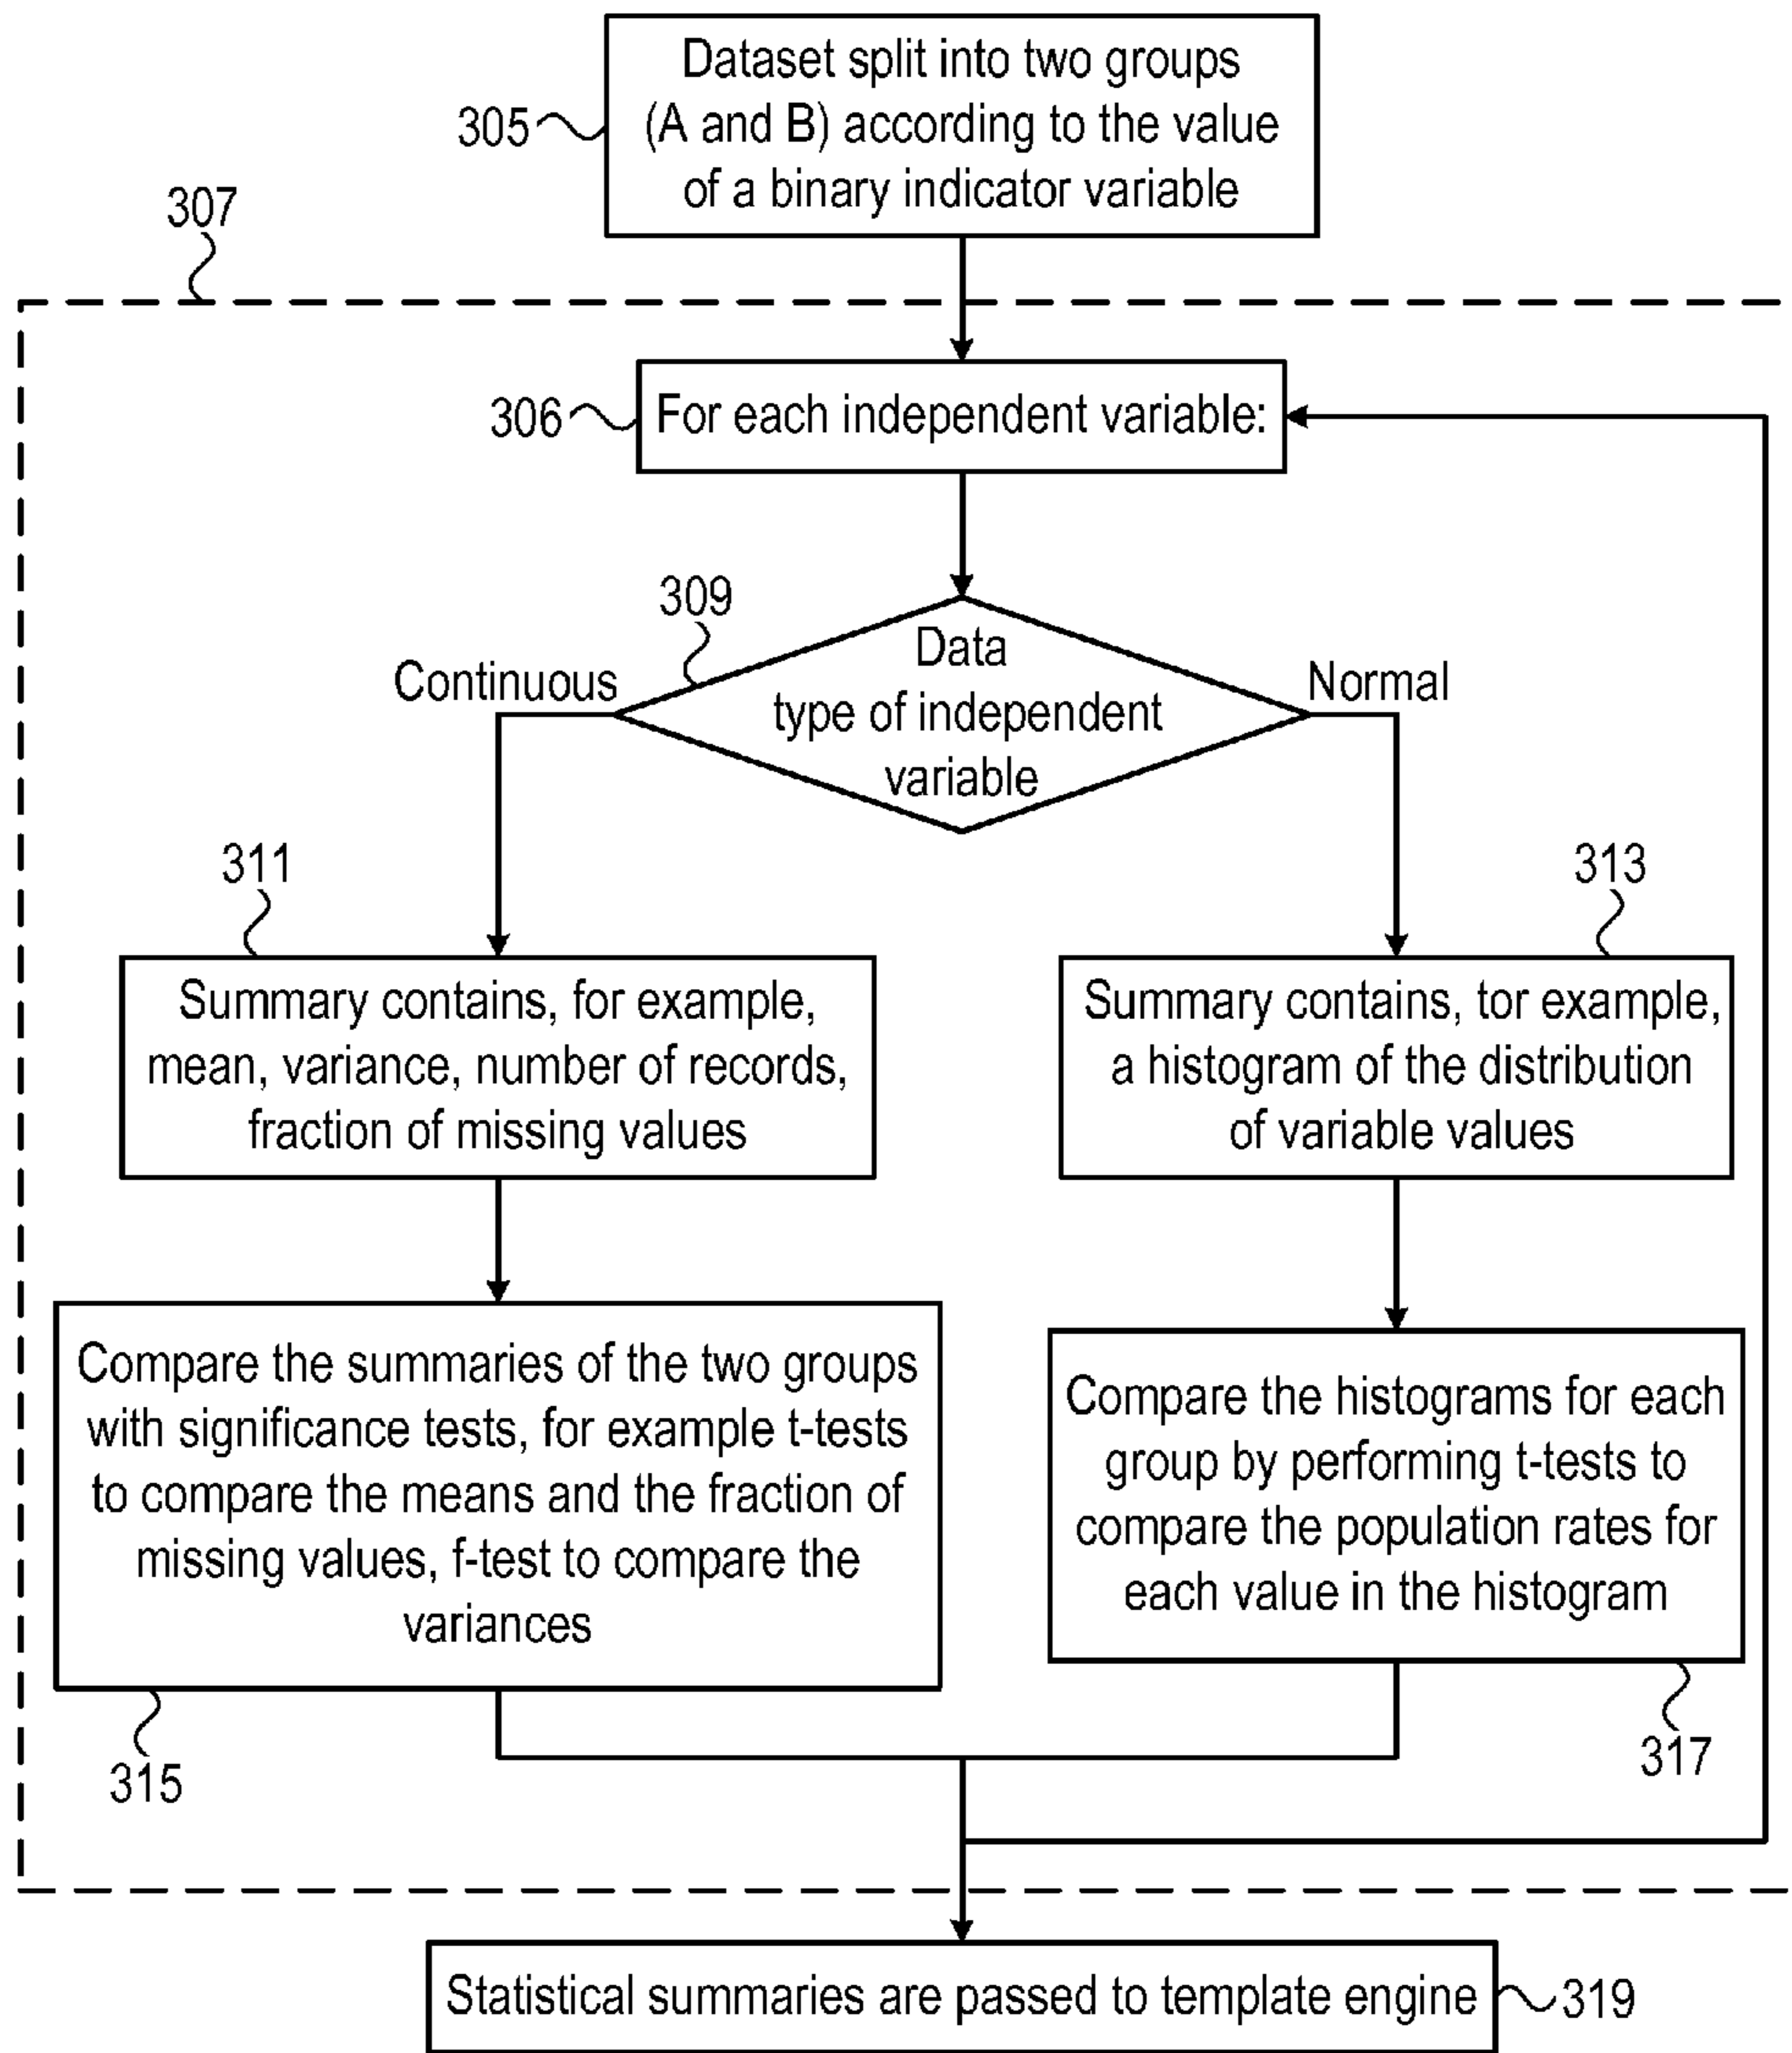 Dataset split into two groups
(A and B) according to the value
of a binary indicator variable
305
307
306
For each independent variable:
309
Continuous
Data
type of independent
variable
Normal
311
313
Summary contains, for example,
mean, variance, number of records,
fraction of missing values
Summary contains, tor example,
a histogram of the distribution
of variable values
Compare the summaries of the two groups
with significance tests, for example t-tests
to compare the means and the fraction of
missing values, f-test to compare the
variances
Compare the histograms for each
group by performing t-tests to
compare the population rates for
each value in the histogram
315
317
Statistical summaries are passed to template engine
319